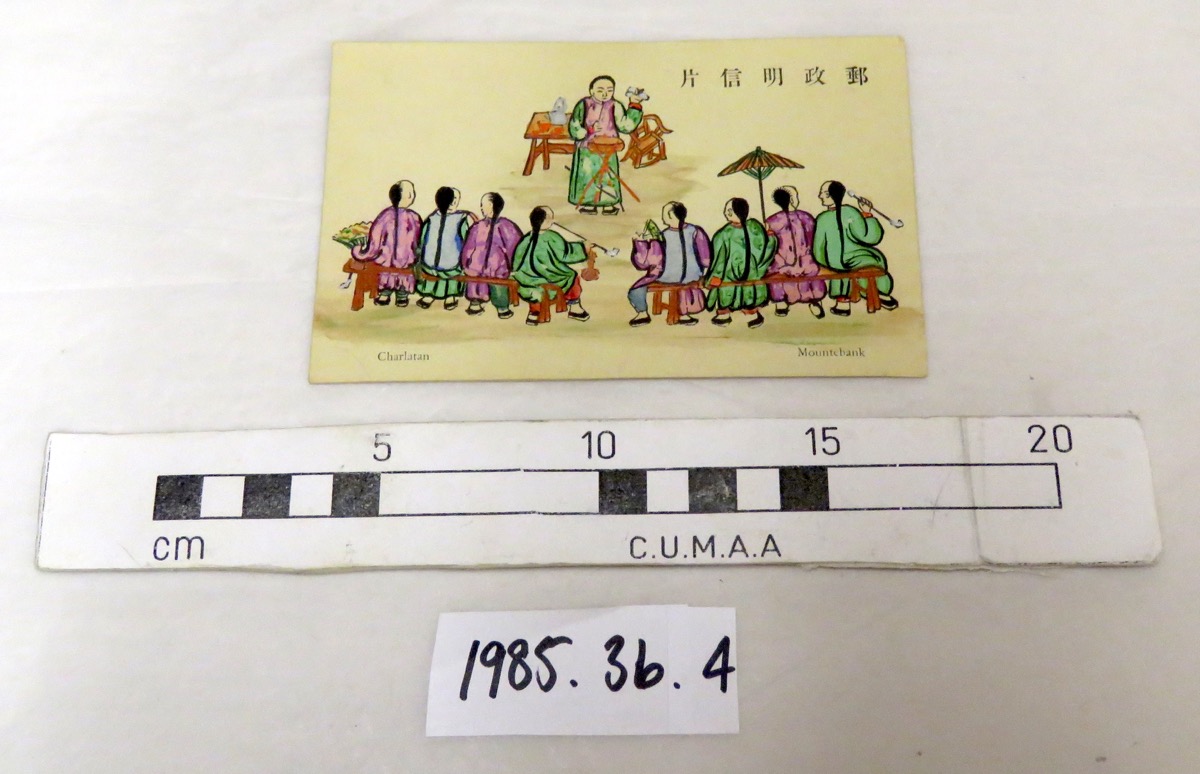 郵政明信片
Charlatan Mountebank
5 10 15 20
cm C.U.M.A.A
1985.36.4